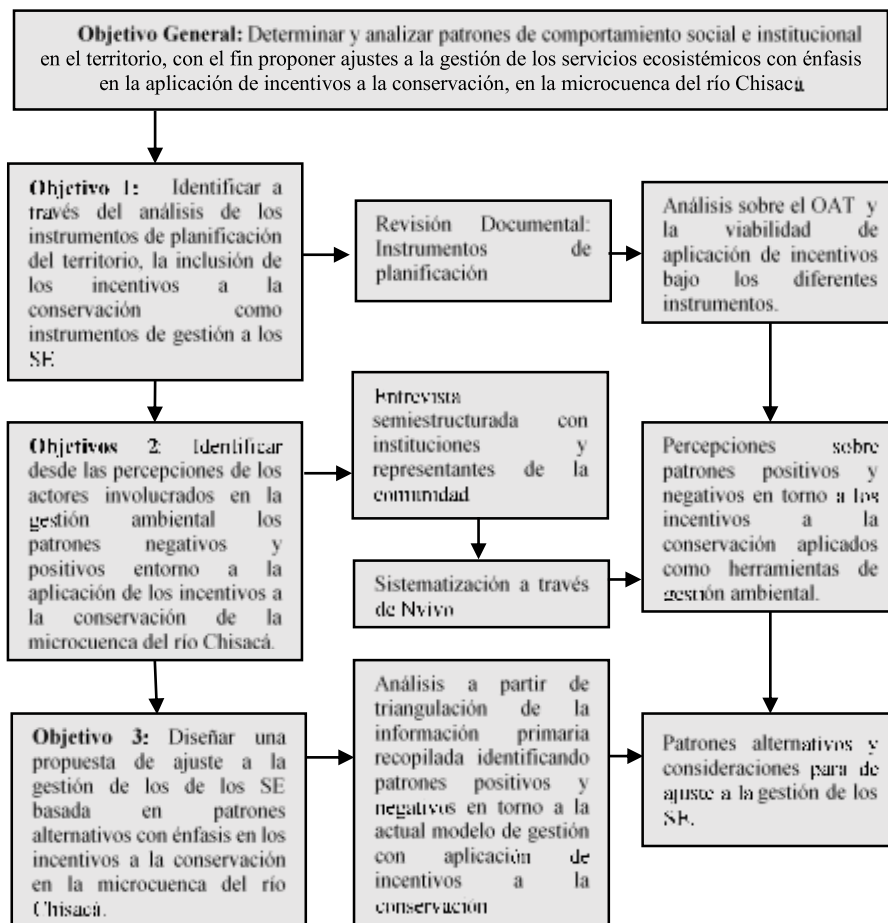 Objetivo General: Determinar y analizar patrones de comportamiento social e institucional
en el territorio, con el fin proponer ajustes a la gestión de los servicios ecosistémicos con énfasis
en la aplicación de incentivos a la conservación, en la microcuenca del río Chisacá
Objetivo 1: Identificar a
través del análisis de los
instrumentos de planificación
del territorio, la inclusión de
los incentivos a la
conservación como
instrumentos de gestión a los
SE
Revisión Documental:
Instrumentos de
planificación
Análisis sobre el OAT y
la viabilidad de
aplicación de incentivos
bajo los diferentes
instrumentos.
Objetivos 2: Identificar
desde las percepciones de los
actores involucrados en la
gestión ambiental los
patrones negativos y
positivos entorno a la
aplicación de los incentivos a
la conservación de la
microcuenca del río Chisacá.
Entrevista
semiestructurada con
instituciones y
representantes de la
comunidad
Sistematización a través
de Nvivo
Percepciones sobre
patrones positivos y
negativos en torno a los
incentivos a la
conservación aplicados
como herramientas de
gestión ambiental.
Objetivo 3: Diseñar una
propuesta de ajuste a la
gestión de los de los SE
basada en patrones
alternativos con énfasis en los
incentivos a la conservación
en la microcuenca del río
Chisacá.
Análisis a partir de
triangulación de la
información primaria
recopilada identificando
patrones positivos y
negativos en torno a la
actual modelo de gestión
con aplicación de
incentivos a la
conservación
Patrones alternativos y
consideraciones para de
ajuste a la gestión de los
SE.